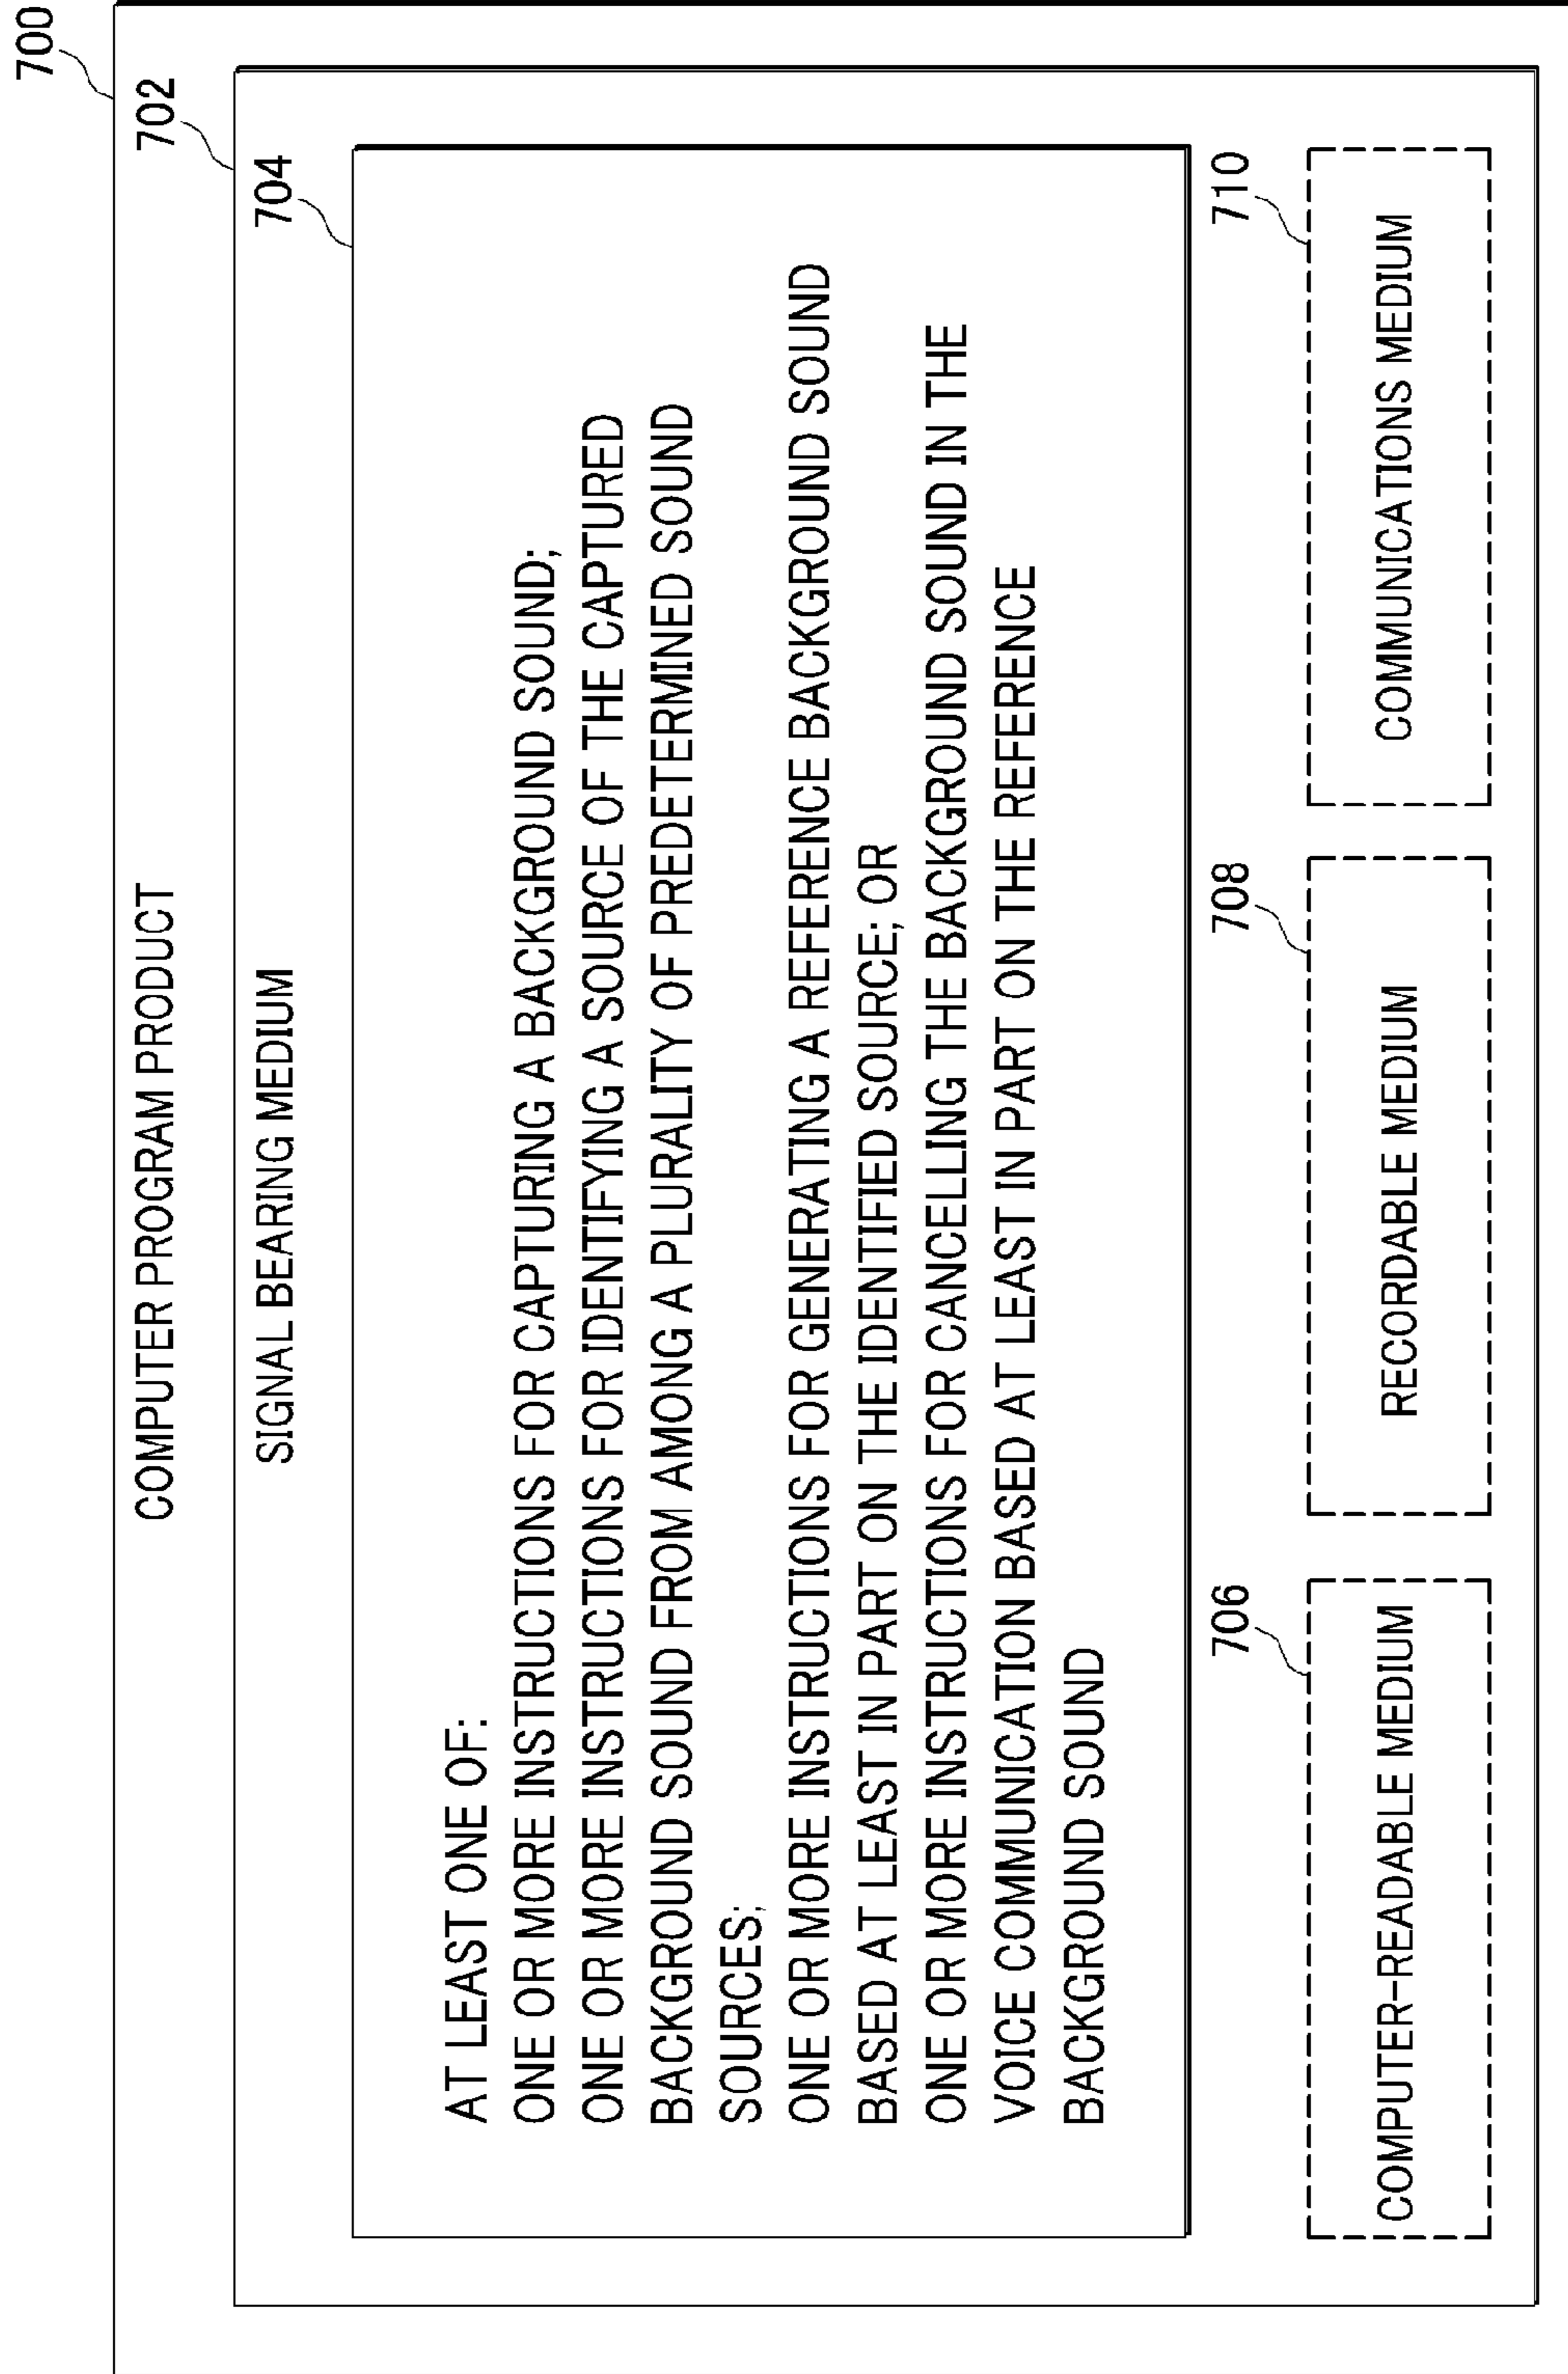 700
COMPUTER PROGRAM PRODUCT
702
SIGNAL BEARING MEDIUM
704
AT LEAST ONE OF:
ONE OR MORE INSTRUCTIONS FOR CAPTURING A BACKGROUND SOUND;
ONE OR MORE INSTRUCTIONS FOR IDENTIFYING A SOURCE OF THE CAPTURED
BACKGROUND SOUND FROM AMONG A PLURALITY OF PREDETERMINED SOUND
SOURCES;
ONE OR MORE INSTRUCTIONS FOR GENERATING A REFERENCE BACKGROUND SOUND
BASED AT LEAST IN PART ON THE IDENTIFIED SOURCE; OR
ONE OR MORE INSTRUCTIONS FOR CANCELLING THE BACKGROUND SOUND IN THE
VOICE COMMUNICATION BASED AT LEAST IN PART ON THE REFERENCE
BACKGROUND SOUND
706
COMPUTER-READABLE MEDIUM
708
RECORDABLE MEDIUM
710
COMMUNICATIONS MEDIUM